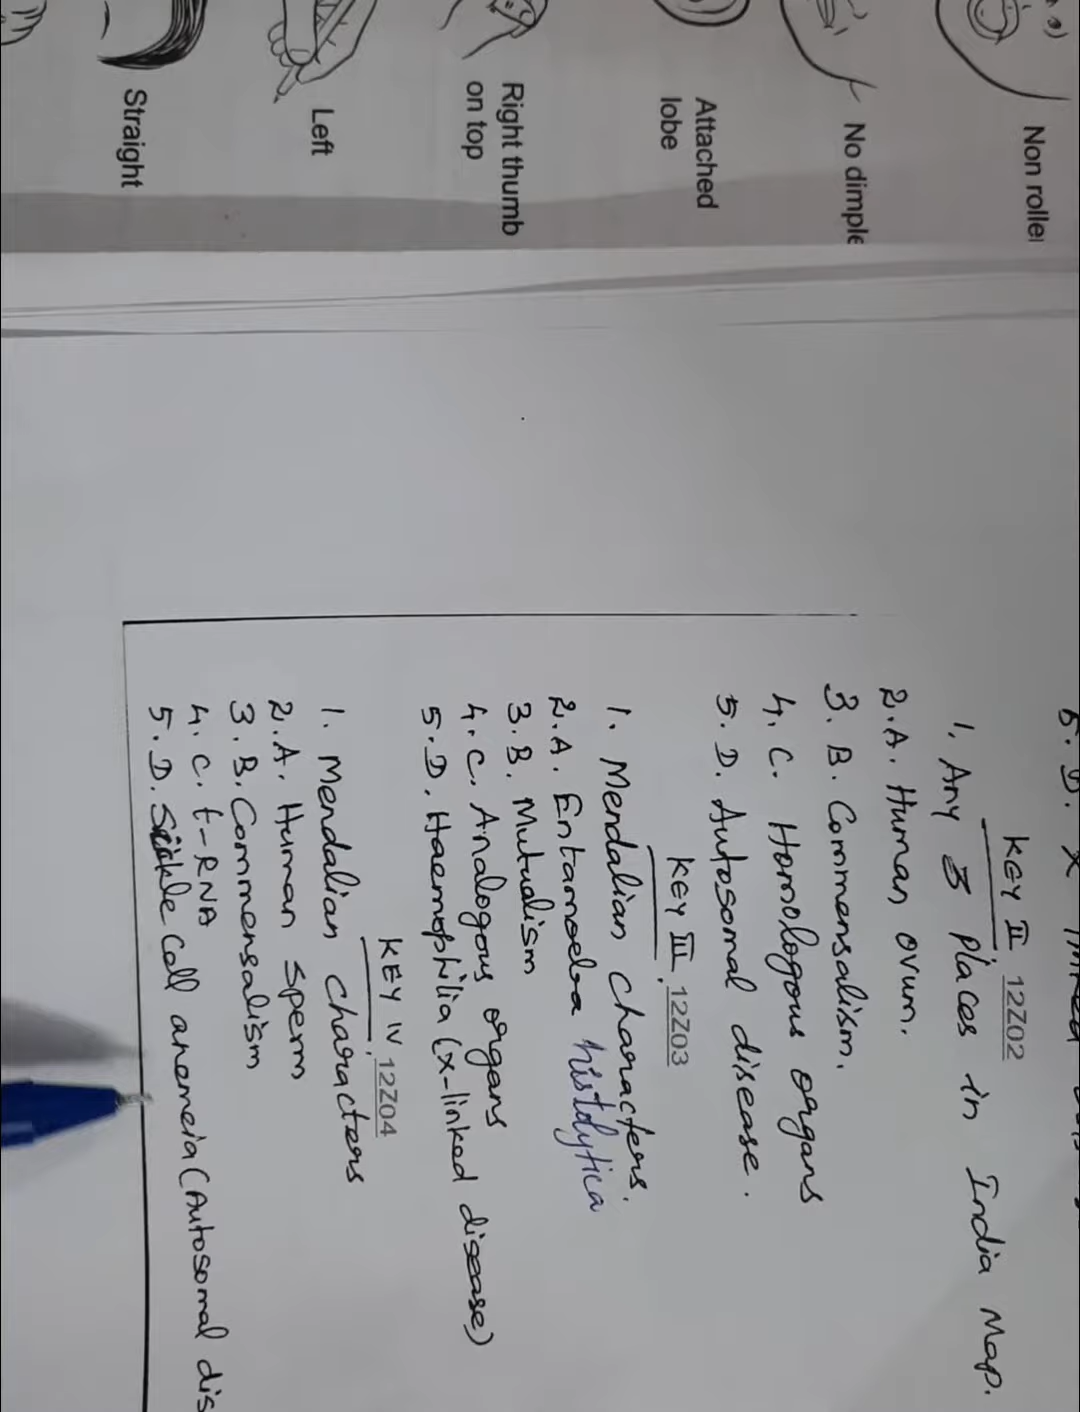 Non roller
No dimple
Attached
lobe
Right thumb
on top
Left
Straight
5. D. X
KEY II 12Z02
1. Any 3 places in India Map.
2. A. Human ovum.
3. B. Commensalism.
4. C. Homologous organs
5. D. Autosomal disease.
KEY III 12Z03
1. Mendalian characters.
2. A. Entamoeba histolytica
3. B. Mutualism
4. C. Analogous organs
5. D. Haemophilia (x-linked disease)
KEY IV 12Z04
1. Mendalian characters
2. A. Human sperm
3. B. Commensalism
4. C. t-RNA
5. D. Sickle Cell anemeia (Autosomal dis